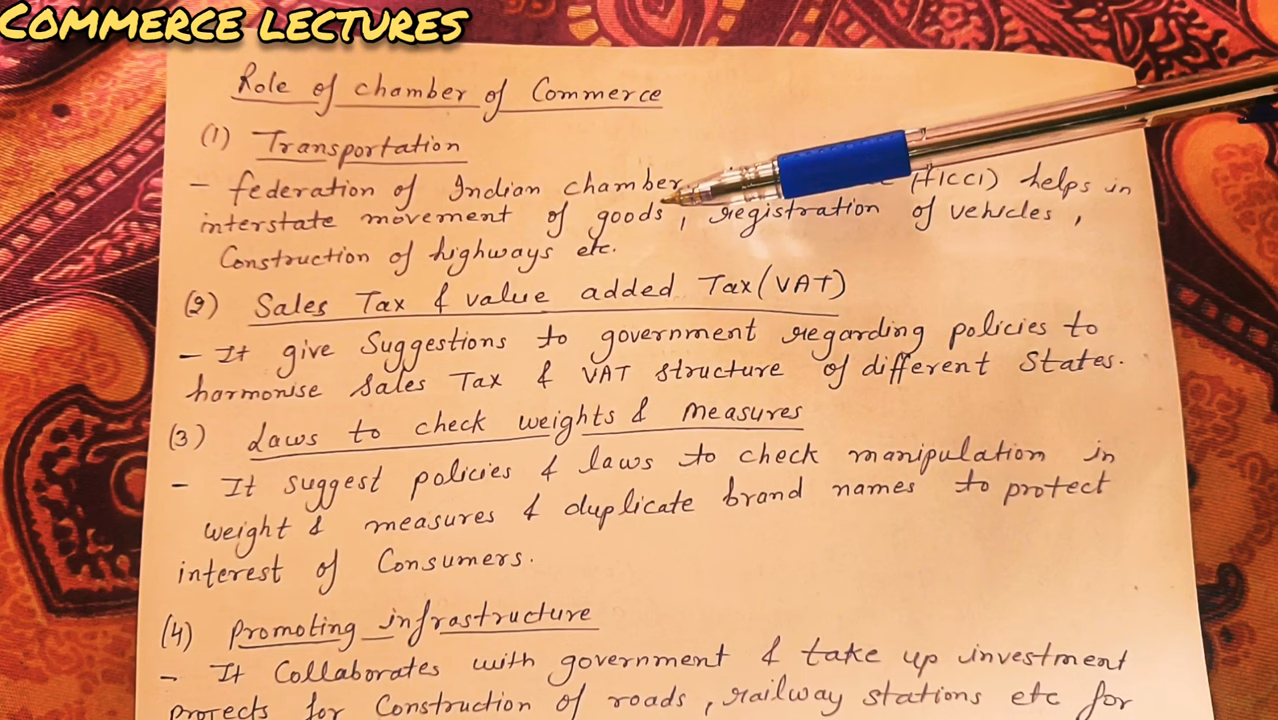 COMMERCE LECTURES
Role of chamber of Commerce
(1) Transportation
- federation of Indian chamber (FICCI) helps in
interstate movement of goods, registration of vehicles,
Construction of highways etc.
(2) Sales Tax & value added Tax (VAT)
- It give Suggestions to government regarding policies to
harmonise Sales Tax & VAT structure of different States.
(3) Laws to check weights & measures
- It suggest policies & laws to check manipulation in
weight & measures & duplicate brand names to protect
interest of Consumers.
(4) Promoting infrastructure
- It Collaborates with government & take up investment
projects for Construction of roads, railway stations etc for